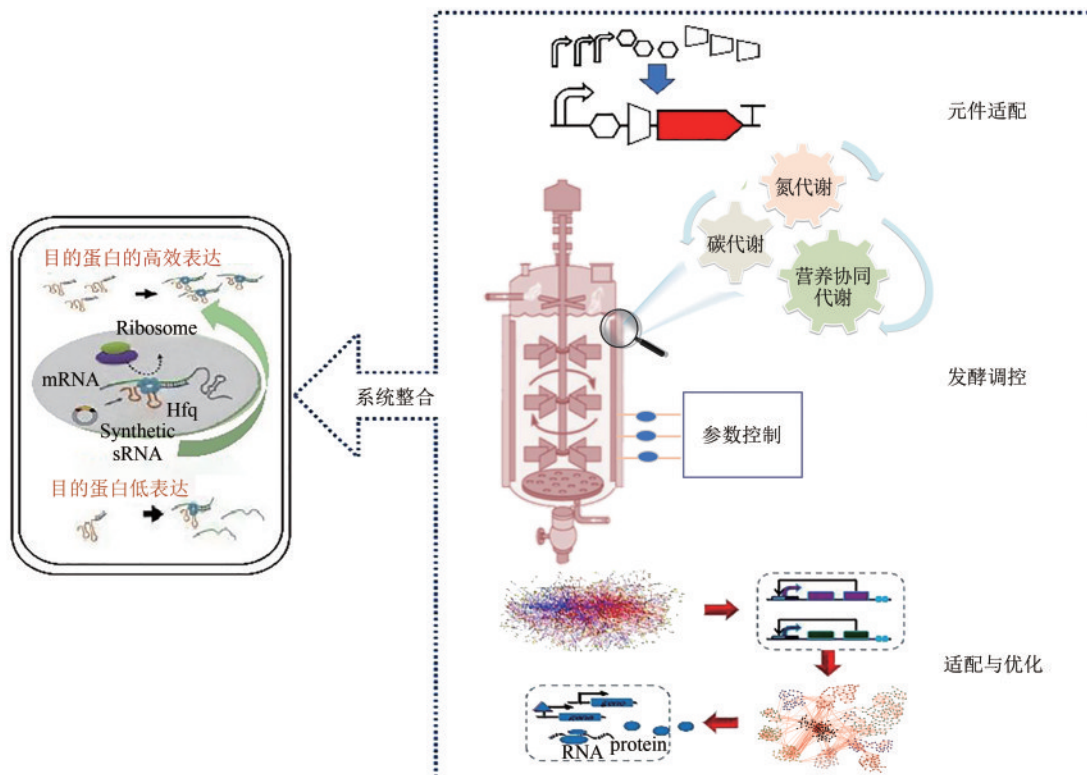 目的蛋白的高效表达
Ribosome
mRNA
Hfq
Synthetic
sRNA
目的蛋白低表达
系统整合
元件适配
氮代谢
碳代谢
营养协同
代谢
发酵调控
参数控制
适配与优化
RNA
protein